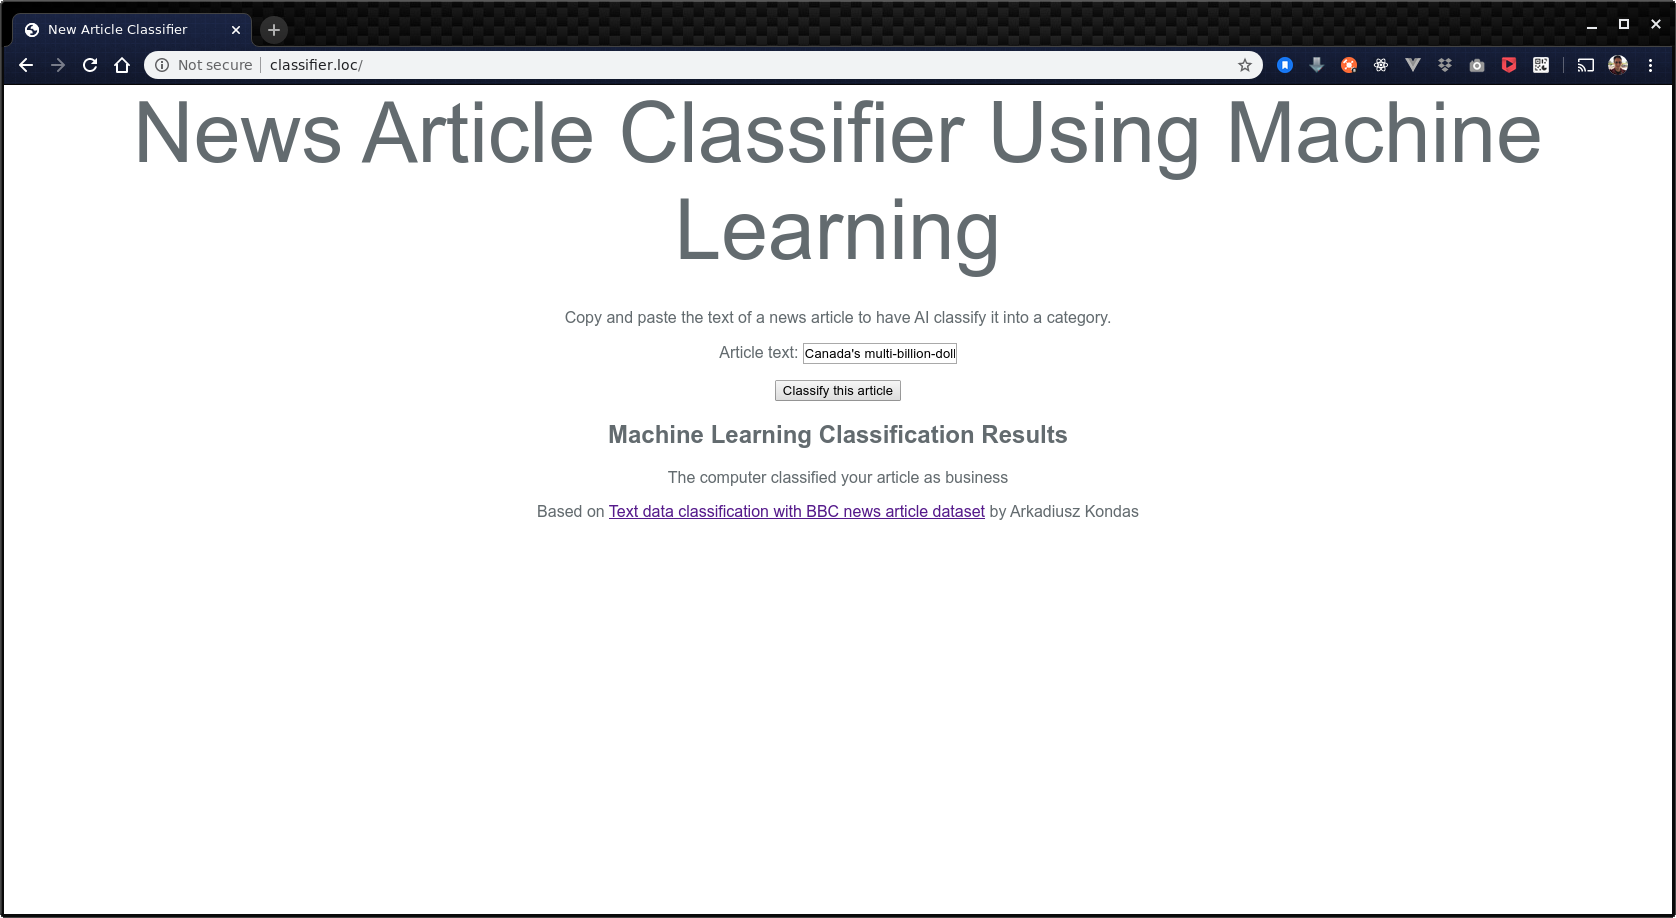 New Article Classifier
Not secure classifier.loc/
News Article Classifier Using Machine
Learning
Copy and paste the text of a news article to have AI classify it into a category.
Article text: Canada's multi-billion-doll
Classify this article
Machine Learning Classification Results
The computer classified your article as business
Based on Text data classification with BBC news article dataset by Arkadiusz Kondas